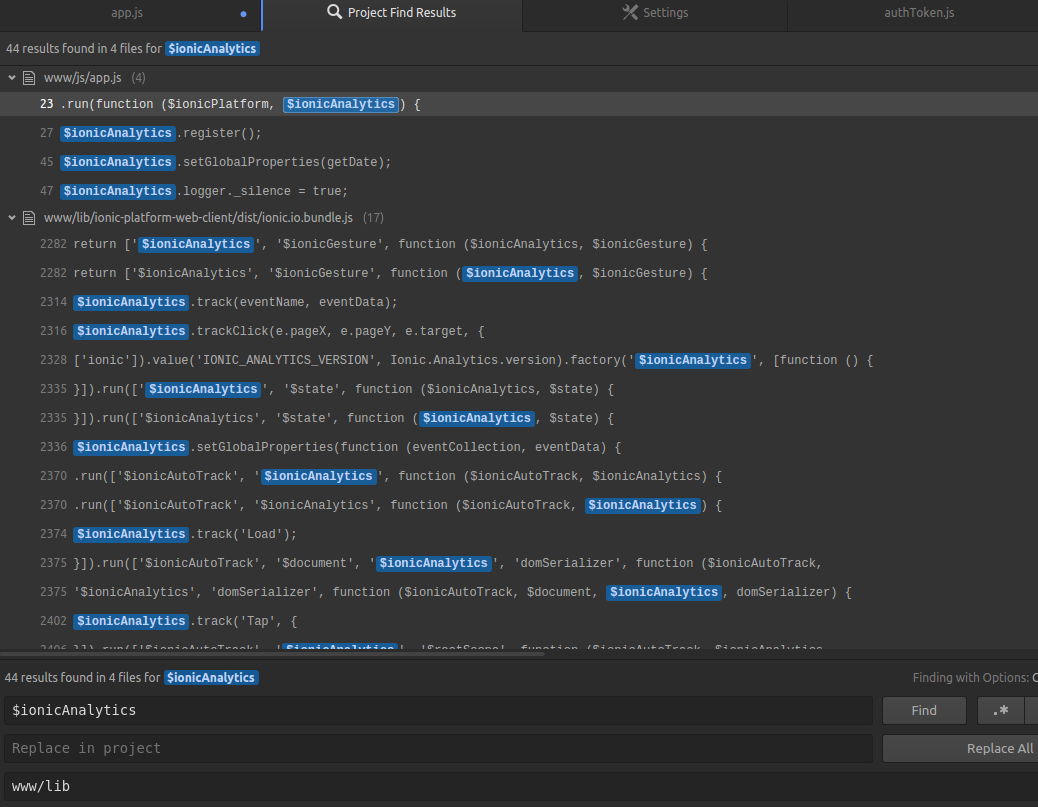 app.js
Project Find Results
Settings
authToken.js
44 results found in 4 files for $ionicAnalytics
www/js/app.js (4)
23 .run(function ($ionicPlatform, $ionicAnalytics) {
27 $ionicAnalytics.register();
45 $ionicAnalytics.setGlobalProperties(getDate);
47 $ionicAnalytics.logger._silence = true;
www/lib/ionic-platform-web-client/dist/ionic.io.bundle.js (17)
2282 return ['$ionicAnalytics', '$ionicGesture', function ($ionicAnalytics, $ionicGesture) {
2282 return ['$ionicAnalytics', '$ionicGesture', function ($ionicAnalytics, $ionicGesture) {
2314 $ionicAnalytics.track(eventName, eventData);
2316 $ionicAnalytics.trackClick(e.pageX, e.pageY, e.target, {
2328 ['ionic']).value('IONIC_ANALYTICS_VERSION', Ionic.Analytics.version).factory('$ionicAnalytics', [function () {
2335 }]).run(['$ionicAnalytics', '$state', function ($ionicAnalytics, $state) {
2335 }]).run(['$ionicAnalytics', '$state', function ($ionicAnalytics, $state) {
2336 $ionicAnalytics.setGlobalProperties(function (eventCollection, eventData) {
2370 .run(['$ionicAutoTrack', '$ionicAnalytics', function ($ionicAutoTrack, $ionicAnalytics) {
2370 .run(['$ionicAutoTrack', '$ionicAnalytics', function ($ionicAutoTrack, $ionicAnalytics) {
2374 $ionicAnalytics.track('Load');
2375 }]).run(['$ionicAutoTrack', '$document', '$ionicAnalytics', 'domSerializer', function ($ionicAutoTrack,
2375 '$ionicAnalytics', 'domSerializer', function ($ionicAutoTrack, $document, $ionicAnalytics, domSerializer) {
2402 $ionicAnalytics.track('Tap', {
2406 }]).run(['$ionicAutoTrack', '$ionicAnalytics', '$rootScope', function ($ionicAutoTrack, $ionicAnalytics,
44 results found in 4 files for $ionicAnalytics
Finding with Options:
$ionicAnalytics
Find
.*
Replace in project
Replace All
www/lib